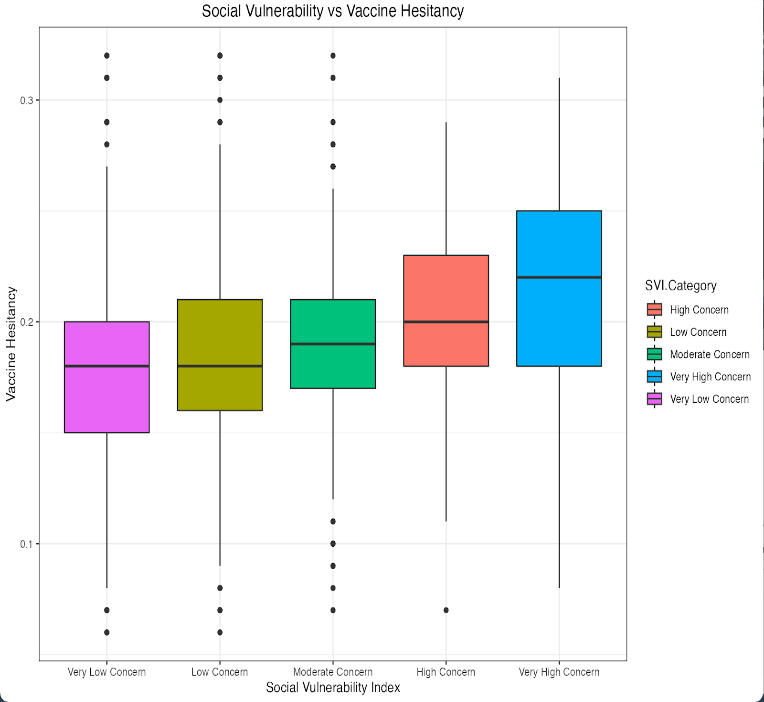 Social Vulnerability vs Vaccine Hesitancy
0.3
0.2
0.1
Vaccine Hesitancy
Very Low Concern
Low Concern
Moderate Concern
High Concern
Very High Concern
Social Vulnerability Index
SVI.Category
High Concern
Low Concern
Moderate Concern
Very High Concern
Very Low Concern